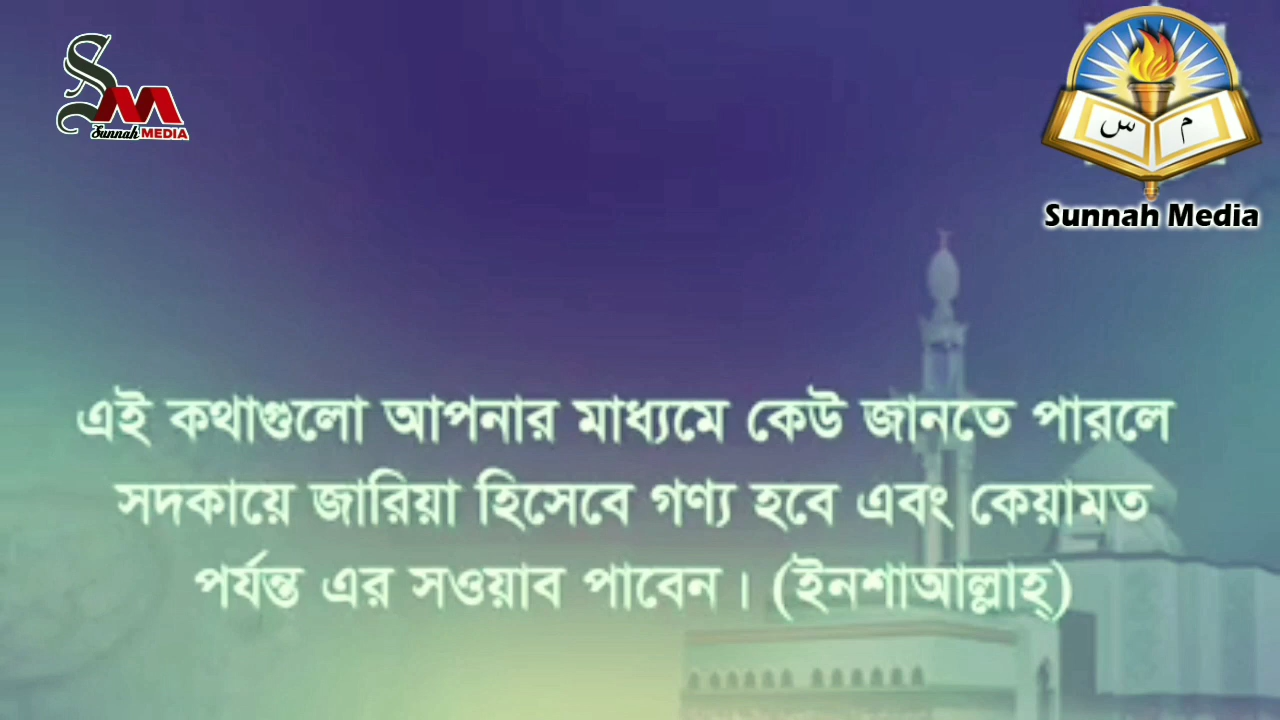 SM
Sunnah MEDIA
س م
Sunnah Media
এই কথাগুলো আপনার মাধ্যমে কেউ জানতে পারলে
সদকায়ে জারিয়া হিসেবে গণ্য হবে এবং কেয়ামত
পর্যন্ত এর সওয়াব পাবেন। (ইনশাআল্লাহ্)